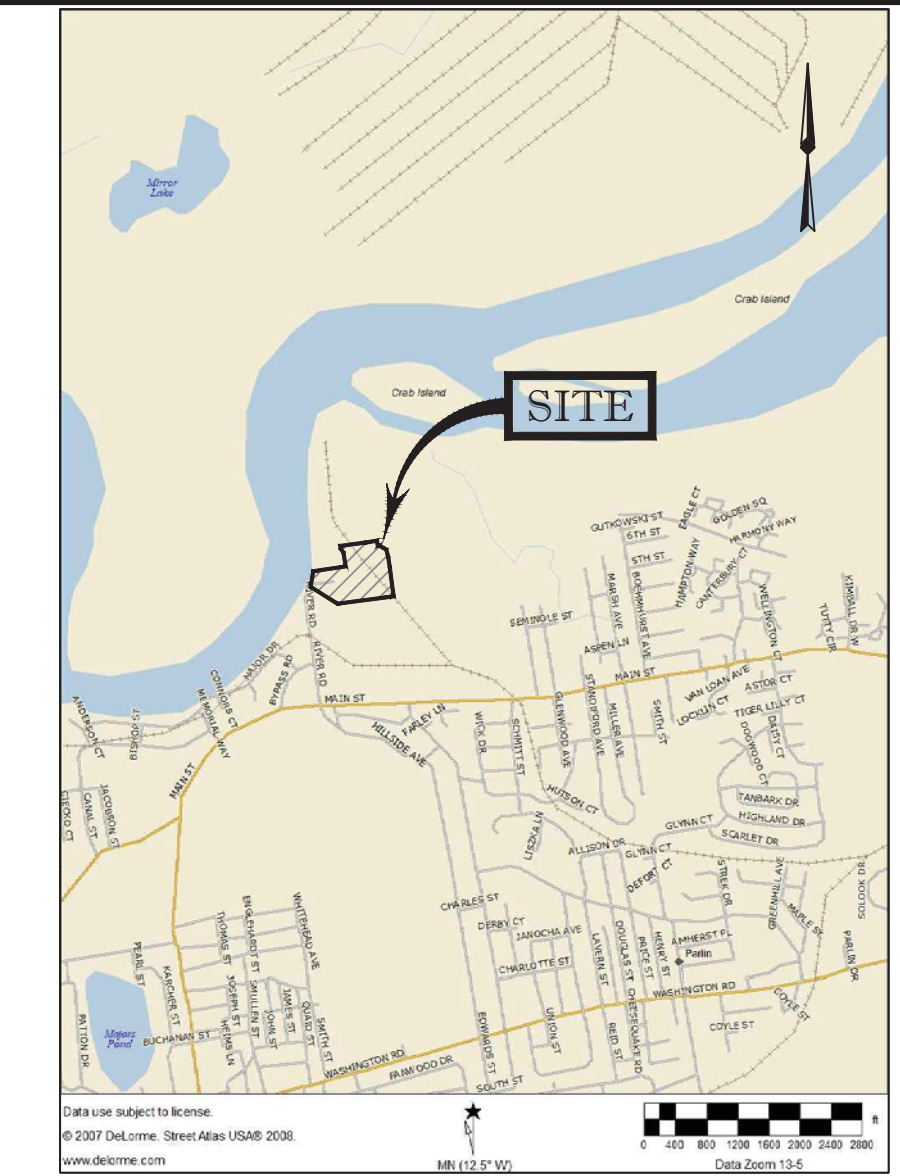 Mirror
Lake
Crab Island
Crab Island
SITE
EAGLE CT
GOLDEN SQ
GUTKOWSKI ST
6TH ST
HARMONY WAY
5TH ST
HAMPTON WAY
CANTERBURY CT
MARSH AVE
BOEHMHURST AVE
WELLINGTON CT
KIMBALL DR W
TUTTY CIR
SEMINOLE ST
ASPEN LN
RIVER RD
RIVER RD
MAJOR DR
BYPASS RD
CONNORS CT
MEMORIAL WAY
MAIN ST
MAIN ST
VAN LOAN AVE
ASTOR CT
LOCKLIN CT
TIGER LILLY CT
ANDERSON CT
BISHOP ST
FARLEY LN
HILLSIDE AVE
WICK DR
SCHMITT ST
GLENWOOD AVE
STANDIFORD AVE
MILLER AVE
SMITH ST
DOGWOOD CT
DAISY CT
MAIN ST
CIECKO CT
CANAL ST
JACOBSON ST
HUTSON CT
TANBARK DR
HIGHLAND DR
GLYNN CT
SCARLET DR
LISZKA LN
ALLISON DR
GLYNN CT
DEFORT CT
STREK DR
GREENHILL AVE
SOLOOK DR
MAPLE ST
CHARLES ST
DERBY CT
JANOCHA AVE
CHARLOTTE ST
LAVERN ST
DOUGLAS ST
PRICE ST
HENRY ST
AMHERST PL
Parlin
PARLIN DR
WHITEHEAD AVE
ENGLEHARDT ST
THOMAS ST
PEARL ST
KARCHER ST
JOSEPH ST
SMULLEN ST
JAMES ST
JOHN ST
QUAID ST
SMITH ST
HEIMS LN
WASHINGTON RD
COYLE ST
COYLE ST
CHEESEQUAKE RD
REID ST
UNION ST
EDWARDS ST
Majors
Pond
PATTON DR
BUCHANAN ST
WASHINGTON RD
FANWOOD DR
SOUTH ST
Data use subject to license.
© 2007 DeLorme. Street Atlas USA® 2008.
www.delorme.com
MN (12.5° W)
ft
0 400 800 1200 1600 2000 2400 2800
Data Zoom 13-5